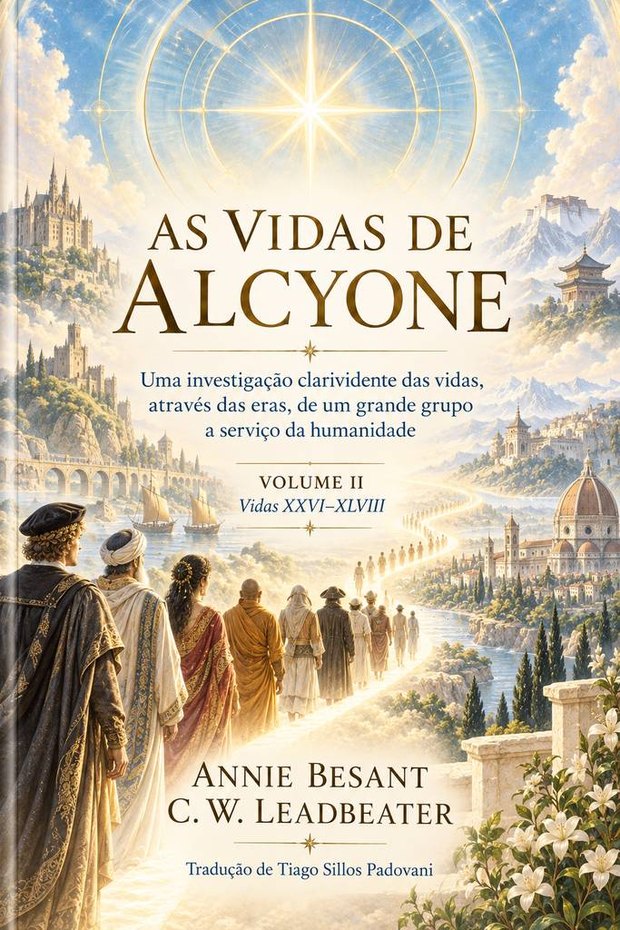 AS VIDAS DE
ALCYONE
Uma investigação clarividente das vidas,
através das eras, de um grande grupo
a serviço da humanidade
VOLUME II
Vidas XXVI–XLVIII
ANNIE BESANT
C. W. LEADBEATER
Tradução de Tiago Sillos Padovani